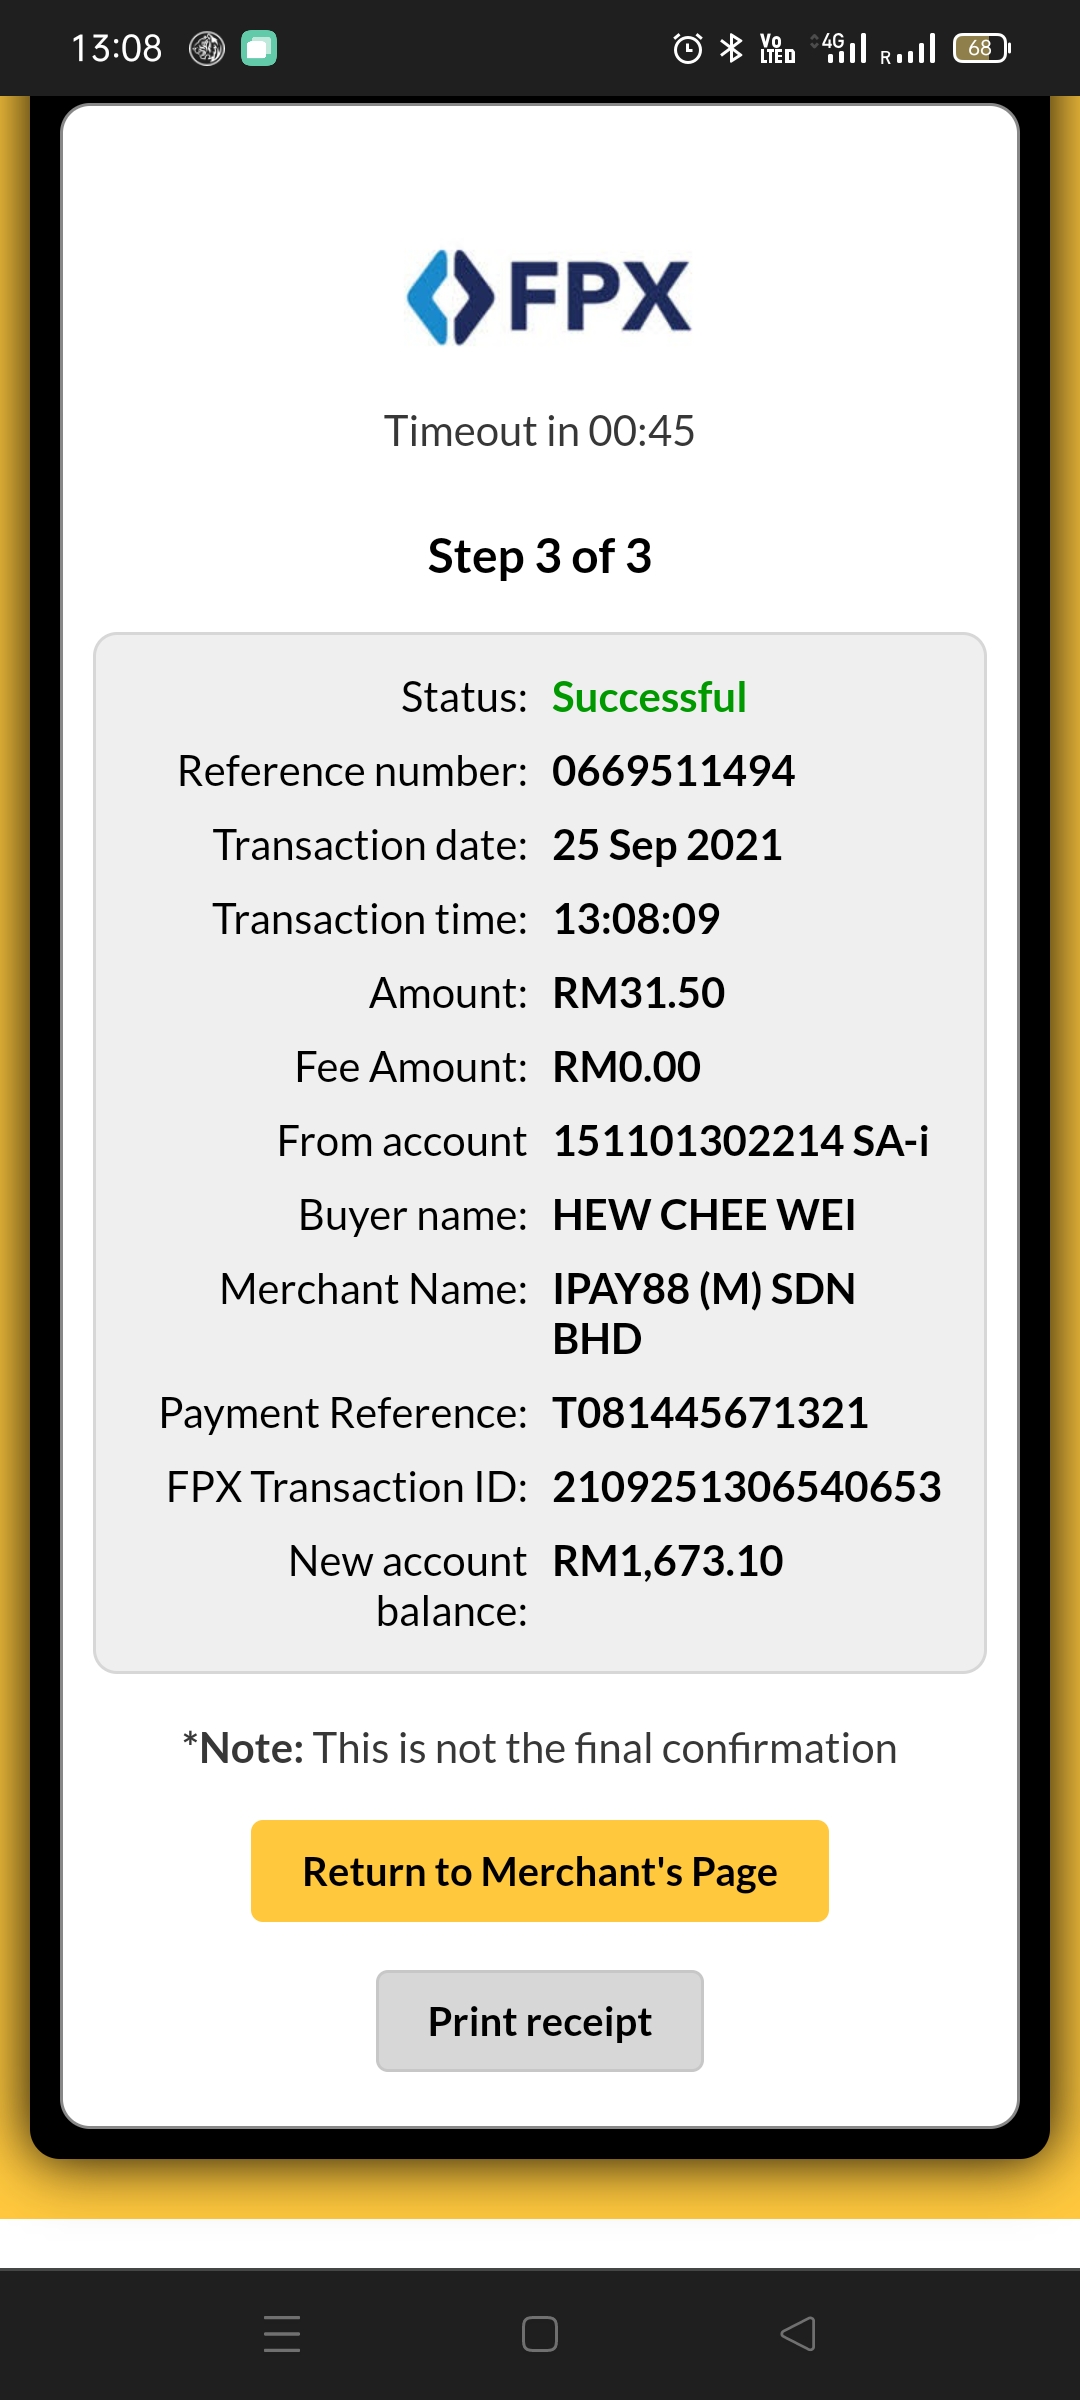 13:08
Vo
LTED
4G
R
68
FPX
Timeout in 00:45
Step 3 of 3
Status: Successful
Reference number: 0669511494
Transaction date: 25 Sep 2021
Transaction time: 13:08:09
Amount: RM31.50
Fee Amount: RM0.00
From account 151101302214 SA-i
Buyer name: HEW CHEE WEI
Merchant Name: IPAY88 (M) SDN
BHD
Payment Reference: T081445671321
FPX Transaction ID: 2109251306540653
New account RM1,673.10
balance:
*Note: This is not the final confirmation
Return to Merchant's Page
Print receipt